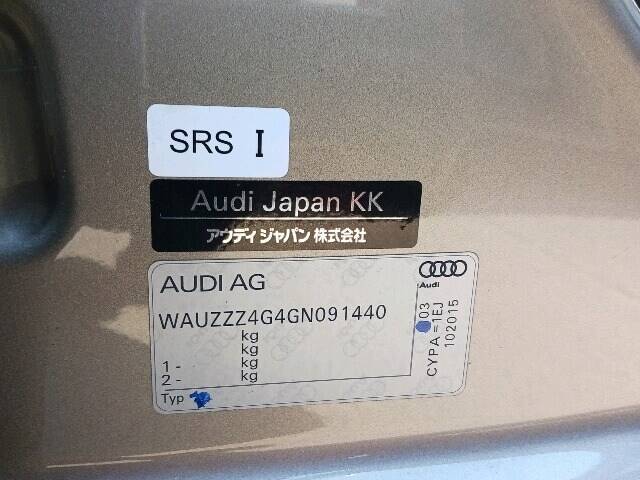 SRS I
Audi Japan KK
アウディ ジャパン 株式会社
AUDI AG
Audi
WAUZZZ4G4GN091440
kg
kg
1- kg
2- kg
Typ
03
CYPA=1EJ
102015